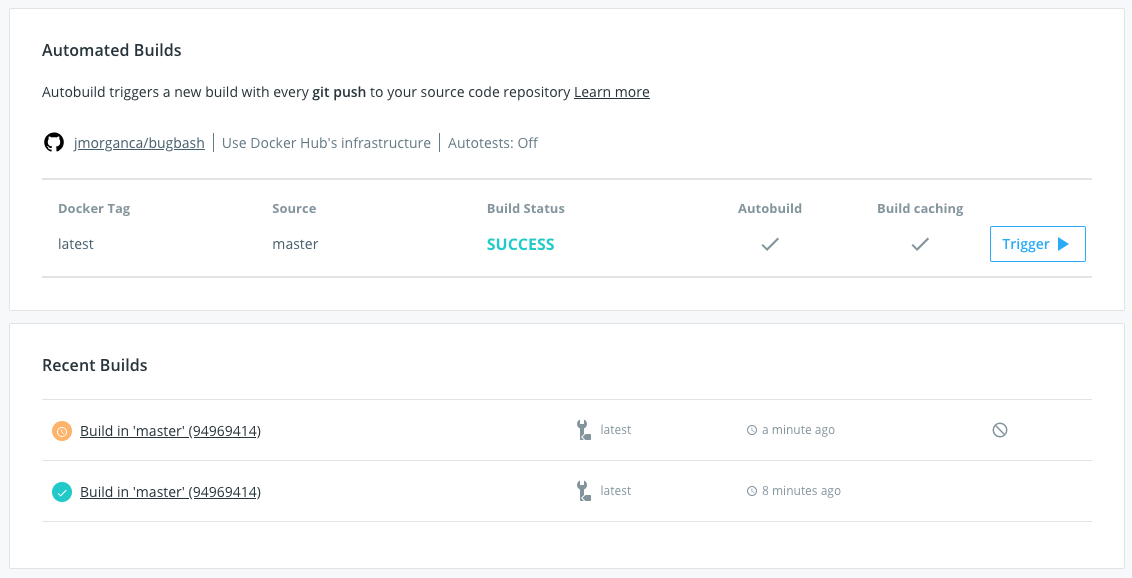 Automated Builds
Autobuild triggers a new build with every git push to your source code repository Learn more
jmorganca/bugbash Use Docker Hub's infrastructure Autotests: Off
Docker Tag Source Build Status Autobuild Build caching
latest master SUCCESS Trigger
Recent Builds
Build in 'master' (94969414) latest a minute ago
Build in 'master' (94969414) latest 8 minutes ago